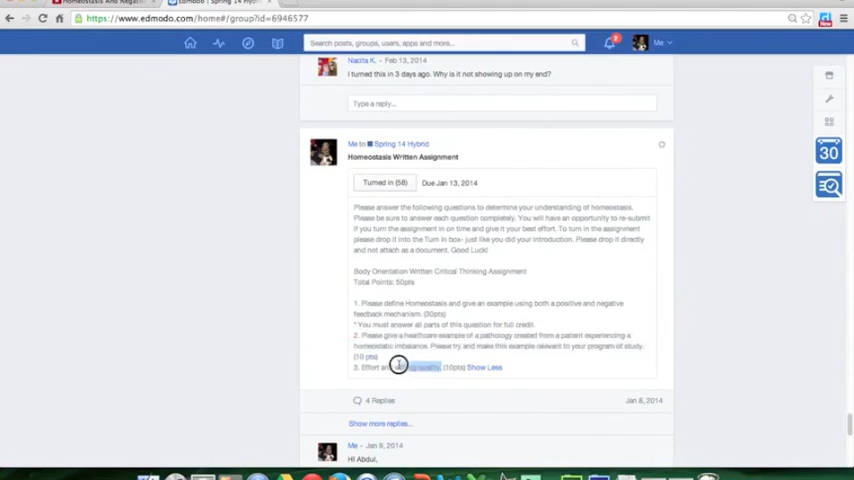 Homeostasis And Negativ
Edmodo | Spring 14 Hybrid
https://www.edmodo.com/home#/group?id=6946577
Search posts, groups, users, apps and more...
Me
Nacita K. - Feb 13, 2014
I turned this in 3 days ago. Why is it not showing up on my end?
Type a reply...
Me to Spring 14 Hybrid
Homeostasis Written Assignment
Turned in (58)
Due Jan 13, 2014
Please answer the following questions to determine your understanding of homeostasis.
Please be sure to answer each question completely. You will have an opportunity to re-submit
if you turn the assignment in on time and give it your best effort. To turn in the assignment
please drop it into the Turn In box- just like you did your introduction. Please drop it directly
and not attach as a document. Good Luck!
Body Orientation Written Critical Thinking Assignment
Total Points: 50pts
1. Please define Homeostasis and give an example using both a positive and negative
feedback mechanism. (30pts)
* You must answer all parts of this question for full credit.
2. Please give a healthcare example of a pathology created from a patient experiencing a
homeostatic imbalance. Please try and make this example relevant to your program of study.
(10 pts)
3. Effort and quality. (10pts) Show Less
4 Replies
Jan 8, 2014
Show more replies...
Me - Jan 9, 2014
Hi Abdul,
30
New